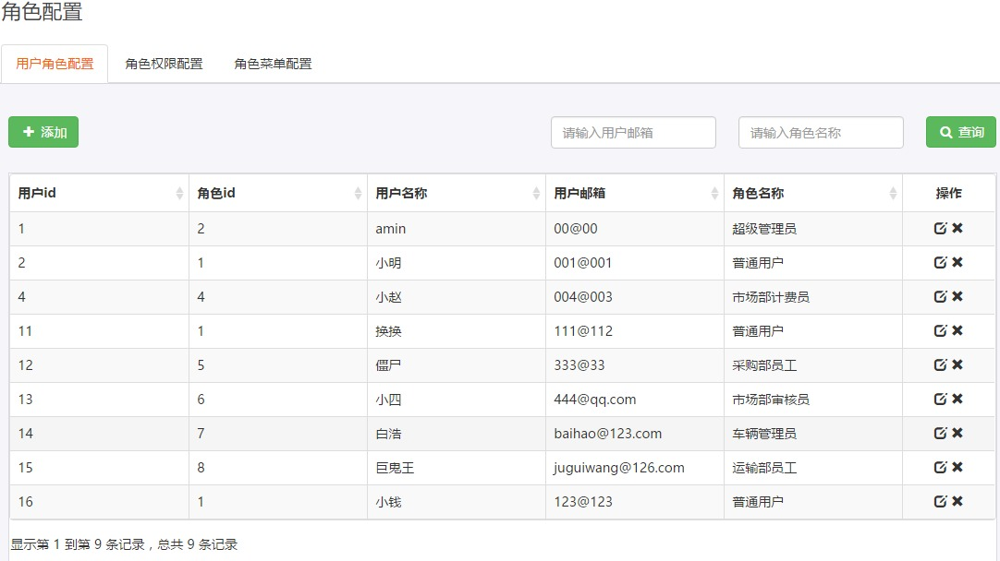 角色配置
用户角色配置 角色权限配置 角色菜单配置
添加 请输入用户邮箱 请输入角色名称 查询
用户id 角色id 用户名称 用户邮箱 角色名称 操作
1 2 amin 00@00 超级管理员
2 1 小明 001@001 普通用户
4 4 小赵 004@003 市场部计费员
11 1 换换 111@112 普通用户
12 5 僵尸 333@33 采购部员工
13 6 小四 444@qq.com 市场部审核员
14 7 白浩 baihao@123.com 车辆管理员
15 8 巨鬼王 juguiwang@126.com 运输部员工
16 1 小钱 123@123 普通用户
显示第 1 到第 9 条记录，总共 9 条记录